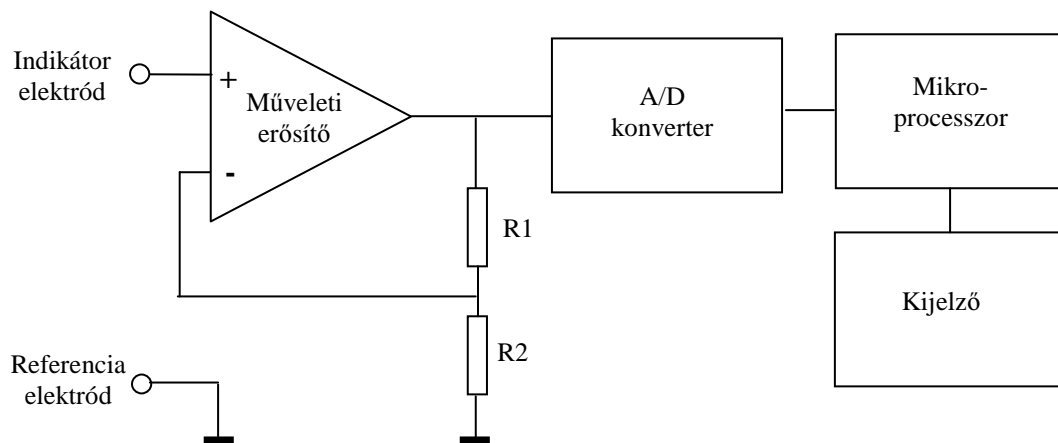 Indikátor
elektród
+
Műveleti
erősítő
-
A/D
konverter
Mikro-
processzor
R1
Kijelző
R2
Referencia
elektród